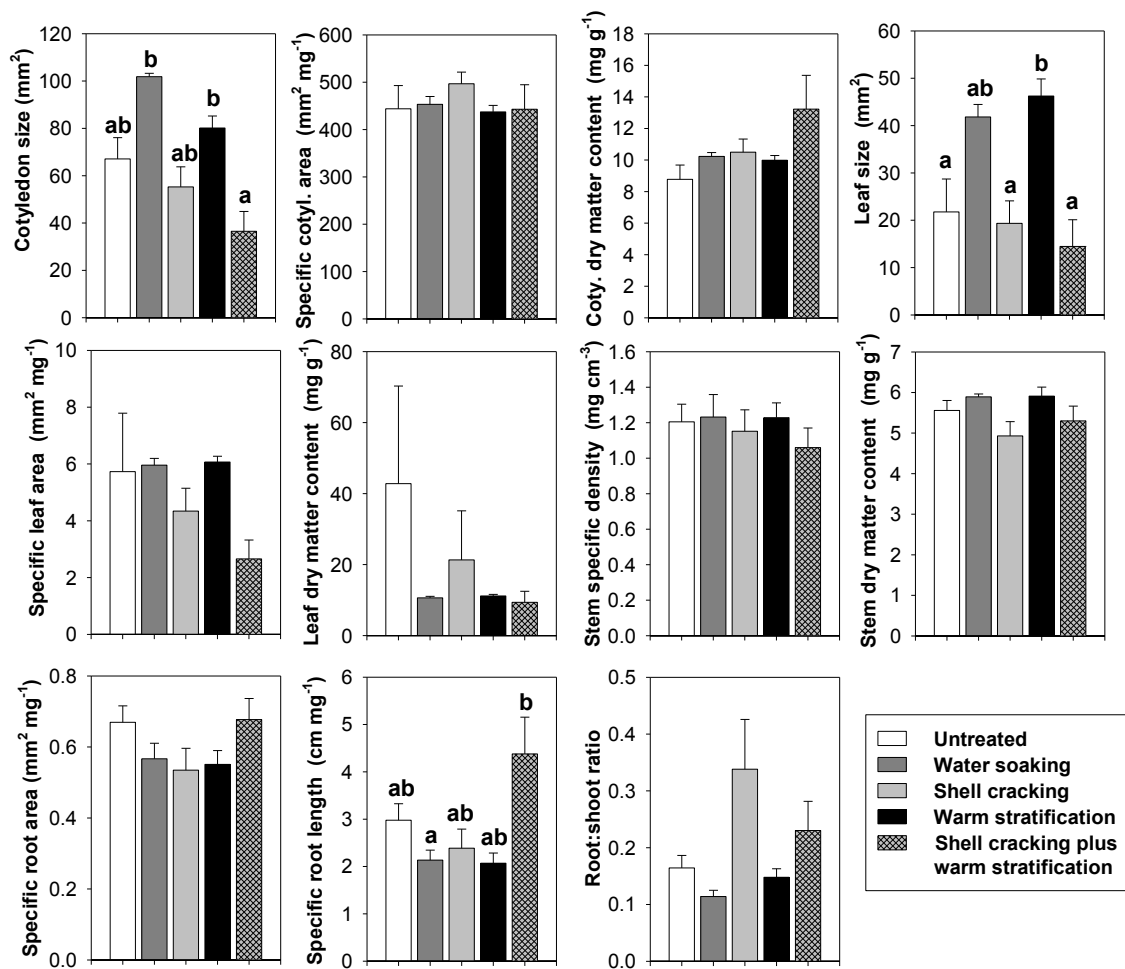 Cotyledon size (mm²)
120
100
80
60
40
20
0
ab
b
ab
b
a
Specific cotyl. area (mm² mg⁻¹)
600
500
400
300
200
100
0
Coty. dry matter content (mg g⁻¹)
18
16
14
12
10
8
6
4
2
0
Leaf size (mm²)
60
50
40
30
20
10
0
a
ab
a
b
a
Specific leaf area (mm² mg⁻¹)
10
8
6
4
2
0
Leaf dry matter content (mg g⁻¹)
80
60
40
20
0
Stem specific density (mg cm⁻³)
1.6
1.4
1.2
1.0
0.8
0.6
0.4
0.2
0.0
Stem dry matter content (mg g⁻¹)
7
6
5
4
3
2
1
0
Specific root area (mm² mg⁻¹)
0.8
0.6
0.4
0.2
0.0
Specific root length (cm mg⁻¹)
6
5
4
3
2
1
0
ab
a
ab
ab
b
Root:shoot ratio
0.5
0.4
0.3
0.2
0.1
0.0
Untreated
Water soaking
Shell cracking
Warm stratification
Shell cracking plus
warm stratification